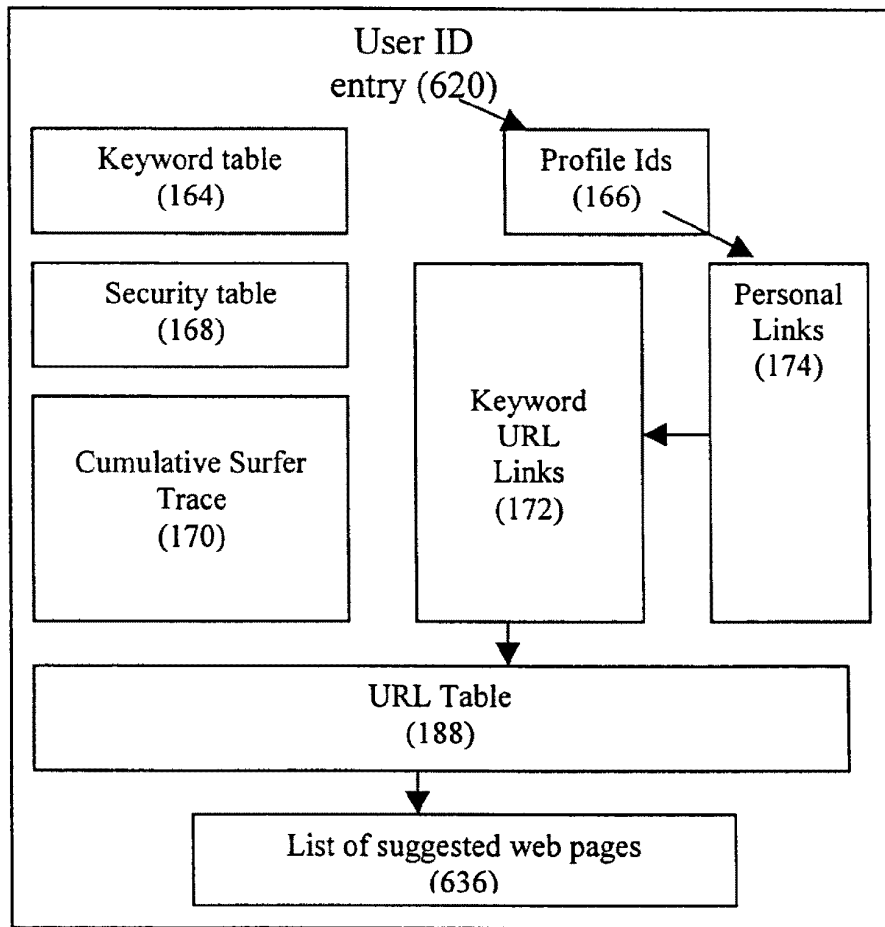 User ID
entry (620)
Keyword table
(164)
Profile Ids
(166)
Security table
(168)
Personal
Links
(174)
Keyword
URL
Links
(172)
Cumulative Surfer
Trace
(170)
URL Table
(188)
List of suggested web pages
(636)